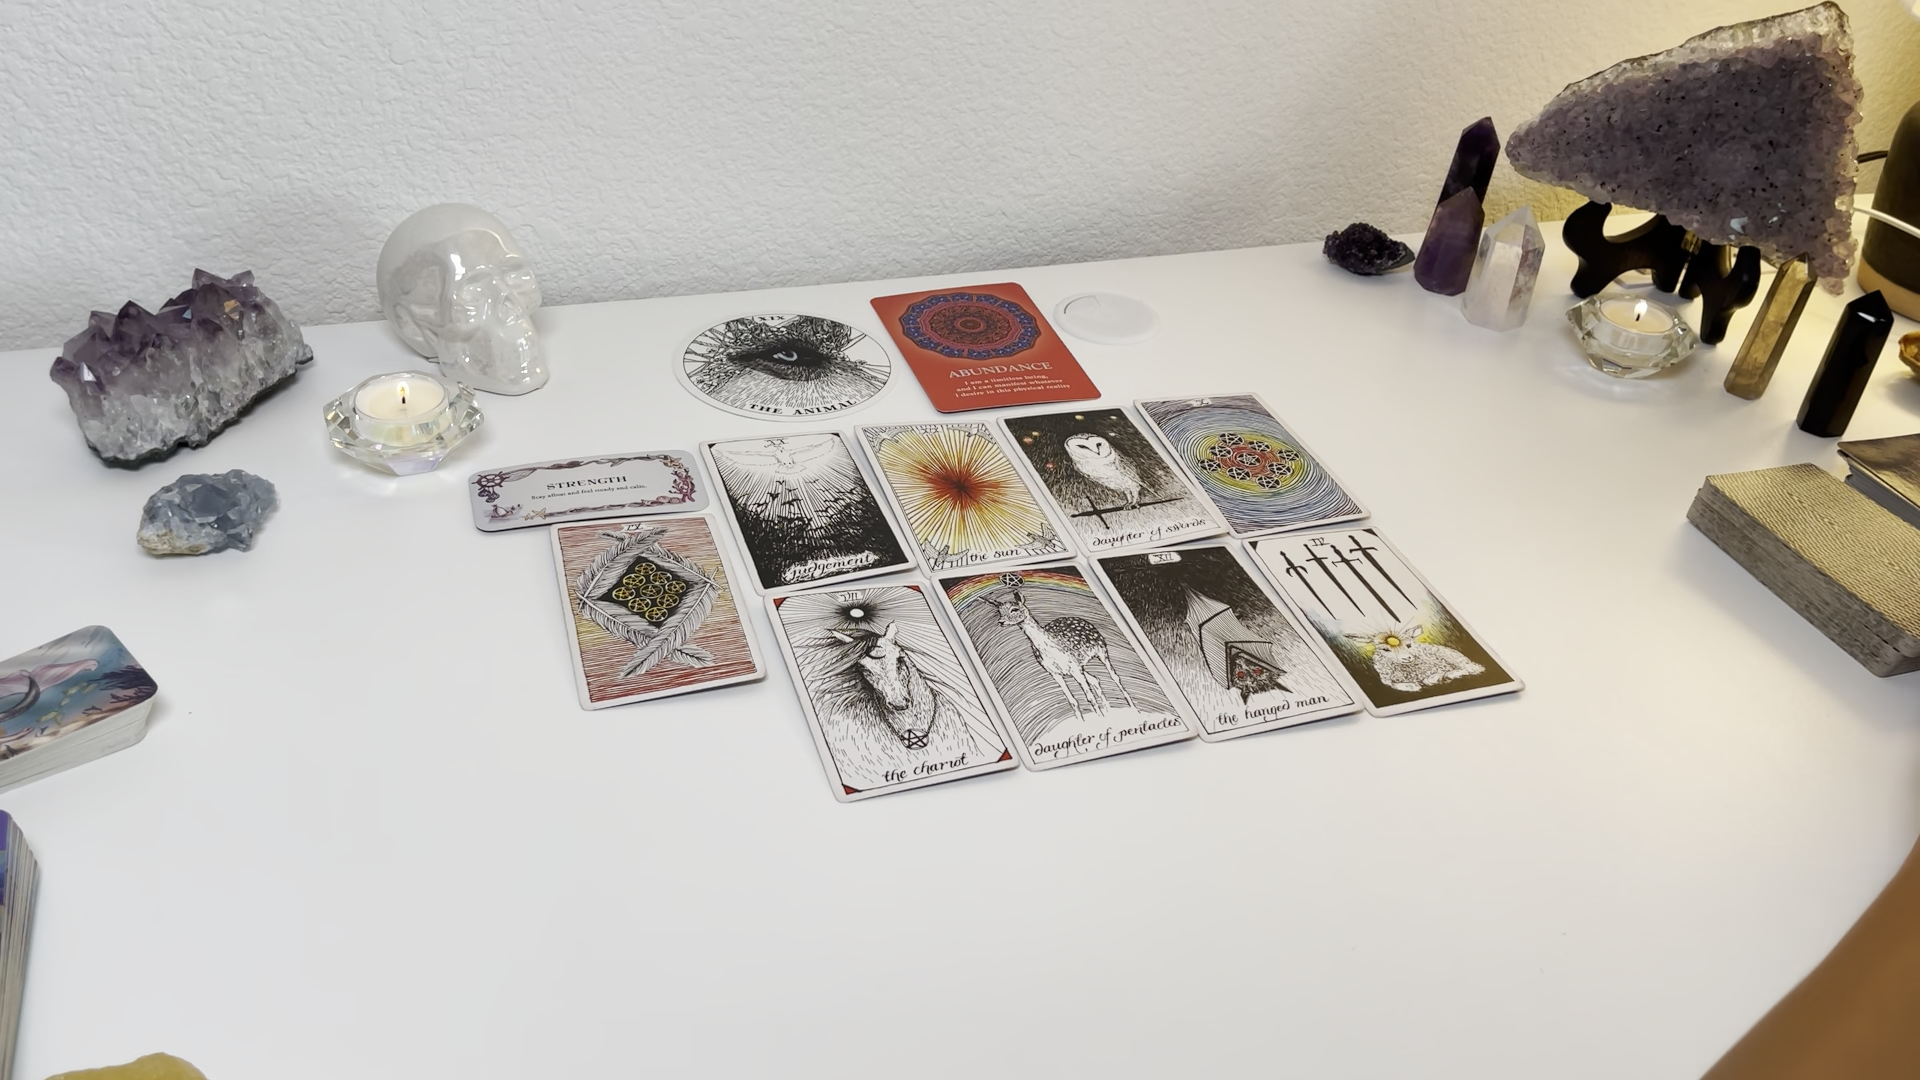 XIX
THE ANIMAL
ABUNDANCE
I am a limitless being,
and I can manifest whatever
I desire in this physical reality
STRENGTH
Stay afloat and feel steady and calm.
XX
judgement
the sun
daughter of swords
VII
the chariot
daughter of pentacles
XII
the hanged man
IV